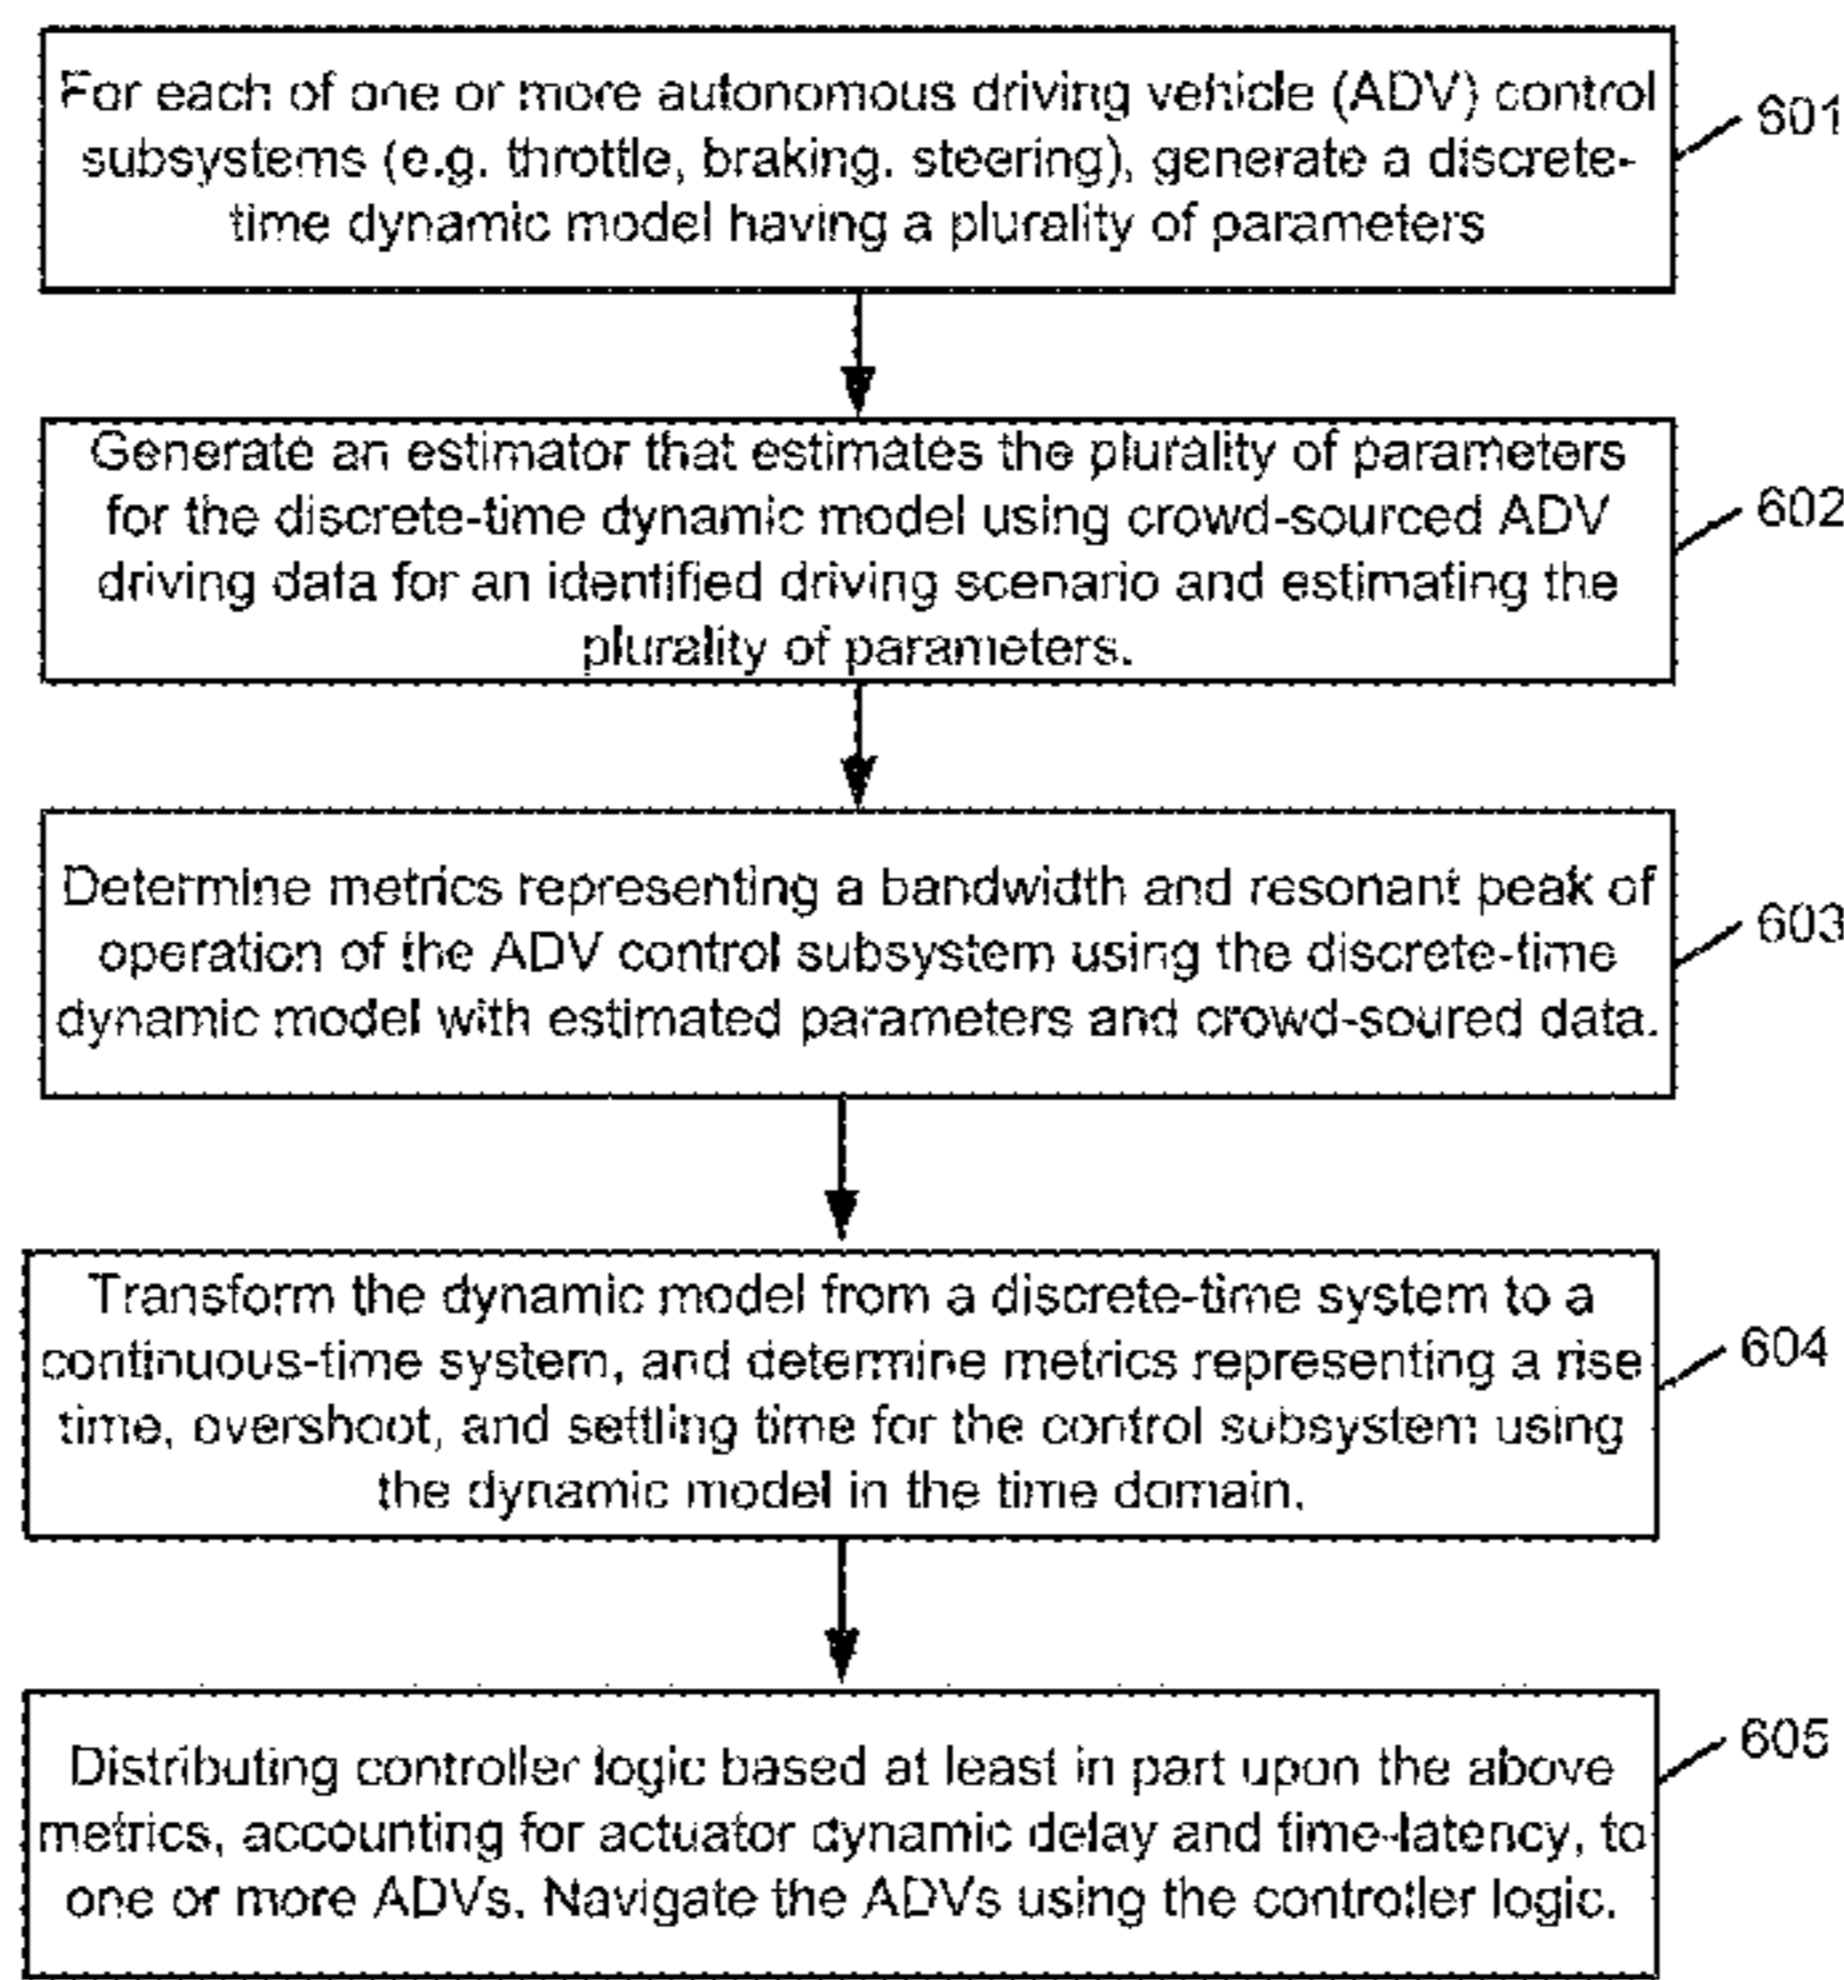 For each of one or more autonomous driving vehicle (ADV) control
subsystems (e.g. throttle, braking. steering), generate a discrete-
time dynamic model having a plurality of parameters
601
Generate an estimator that estimates the plurality of parameters
for the discrete-time dynamic model using crowd-sourced ADV
driving data for an identified driving scenario and estimating the
plurality of parameters.
602
Determine metrics representing a bandwidth and resonant peak of
operation of the ADV control subsystem using the discrete-time
dynamic model with estimated parameters and crowd-soured data.
603
Transform the dynamic model from a discrete-time system to a
continuous-time system, and determine metrics representing a rise
time, overshoot, and settling time for the control subsystem using
the dynamic model in the time domain.
604
Distributing controller logic based at least in part upon the above
metrics, accounting for actuator dynamic delay and time-latency, to
one or more ADVs. Navigate the ADVs using the controller logic.
605